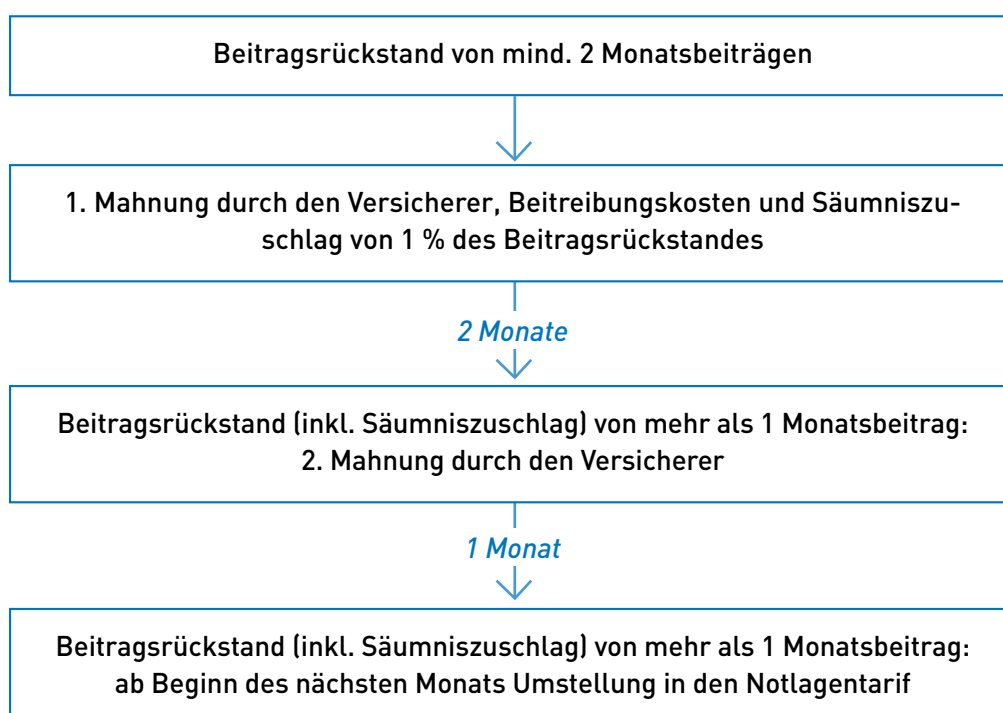 Beitragsrückstand von mind. 2 Monatsbeiträgen
1. Mahnung durch den Versicherer, Beitreibungskosten und Säumniszu-
schlag von 1 % des Beitragsrückstandes
2 Monate
Beitragsrückstand (inkl. Säumniszuschlag) von mehr als 1 Monatsbeitrag:
2. Mahnung durch den Versicherer
1 Monat
Beitragsrückstand (inkl. Säumniszuschlag) von mehr als 1 Monatsbeitrag:
ab Beginn des nächsten Monats Umstellung in den Notlagentarif